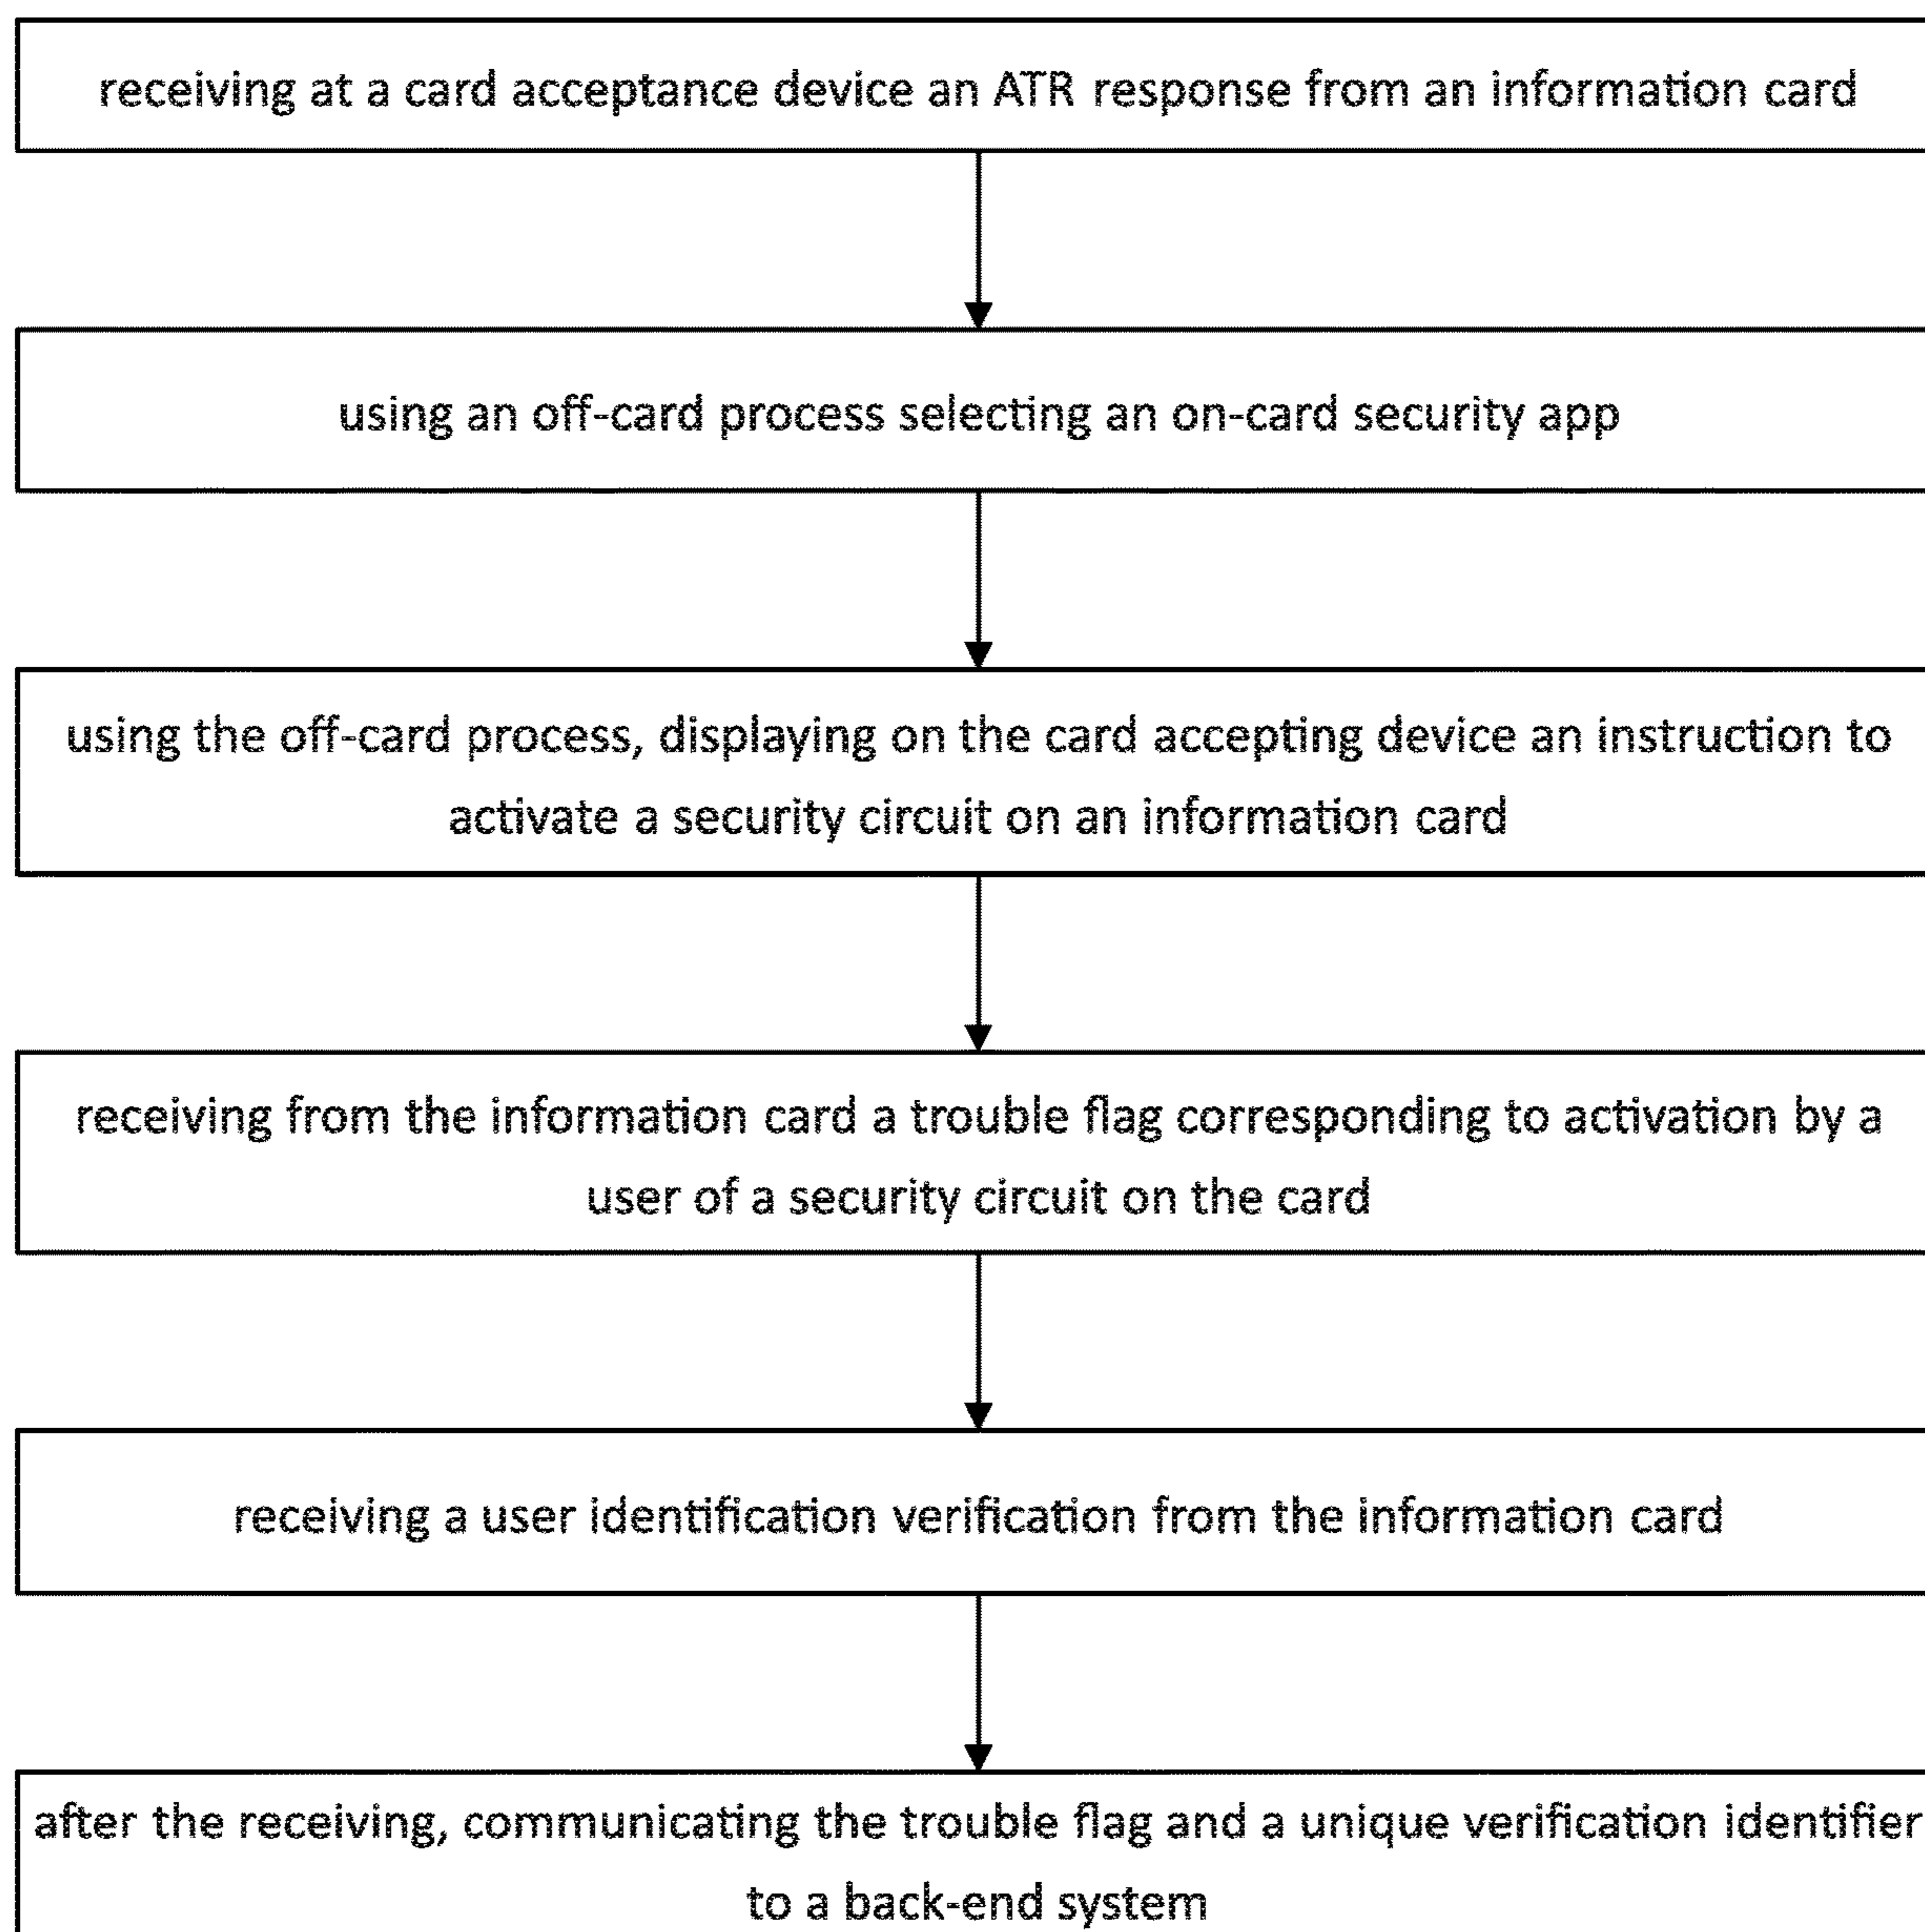 receiving at a card acceptance device an ATR response from an information card
using an off-card process selecting an on-card security app
using the off-card process, displaying on the card accepting device an instruction to
activate a security circuit on an information card
receiving from the information card a trouble flag corresponding to activation by a
user of a security circuit on the card
receiving a user identification verification from the information card
after the receiving, communicating the trouble flag and a unique verification identifier
to a back-end system